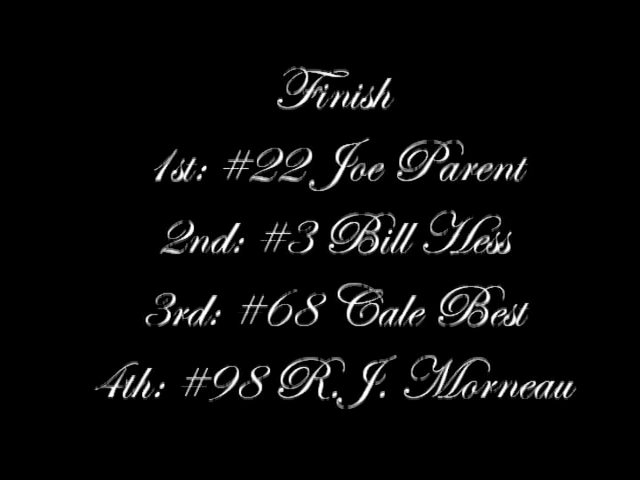 Finish
1st: #22 Joe Parent
2nd: #3 Bill Hess
3rd: #68 Cale Best
4th: #98 R.J. Morneau